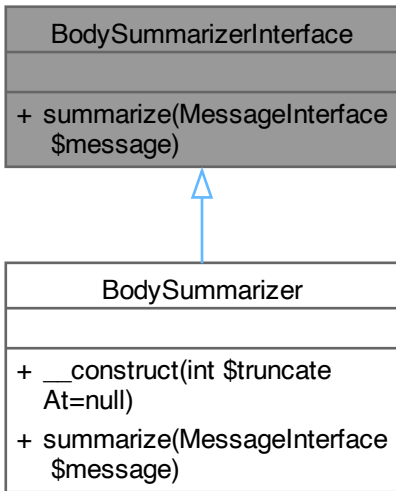 BodySummarizerInterface
+ summarize(MessageInterface
$message)
BodySummarizer
+ __construct(int $truncate
At=null)
+ summarize(MessageInterface
$message)